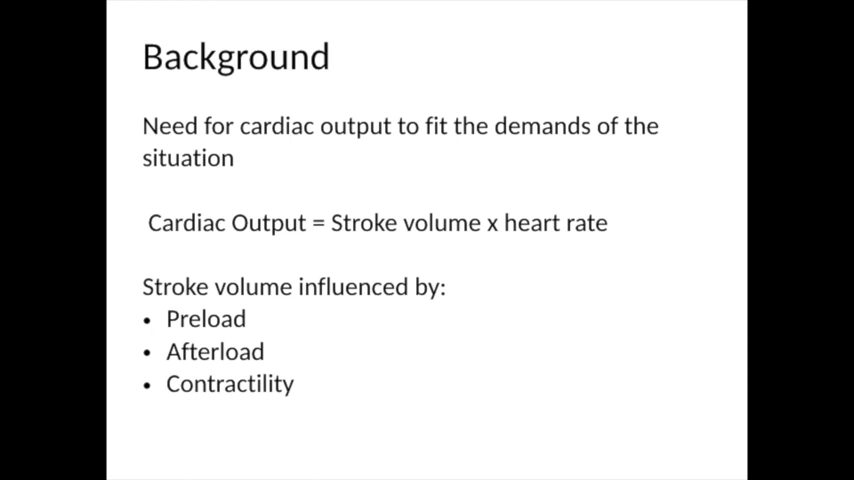 Background
Need for cardiac output to fit the demands of the
situation
Cardiac Output = Stroke volume x heart rate
Stroke volume influenced by:
• Preload
• Afterload
• Contractility